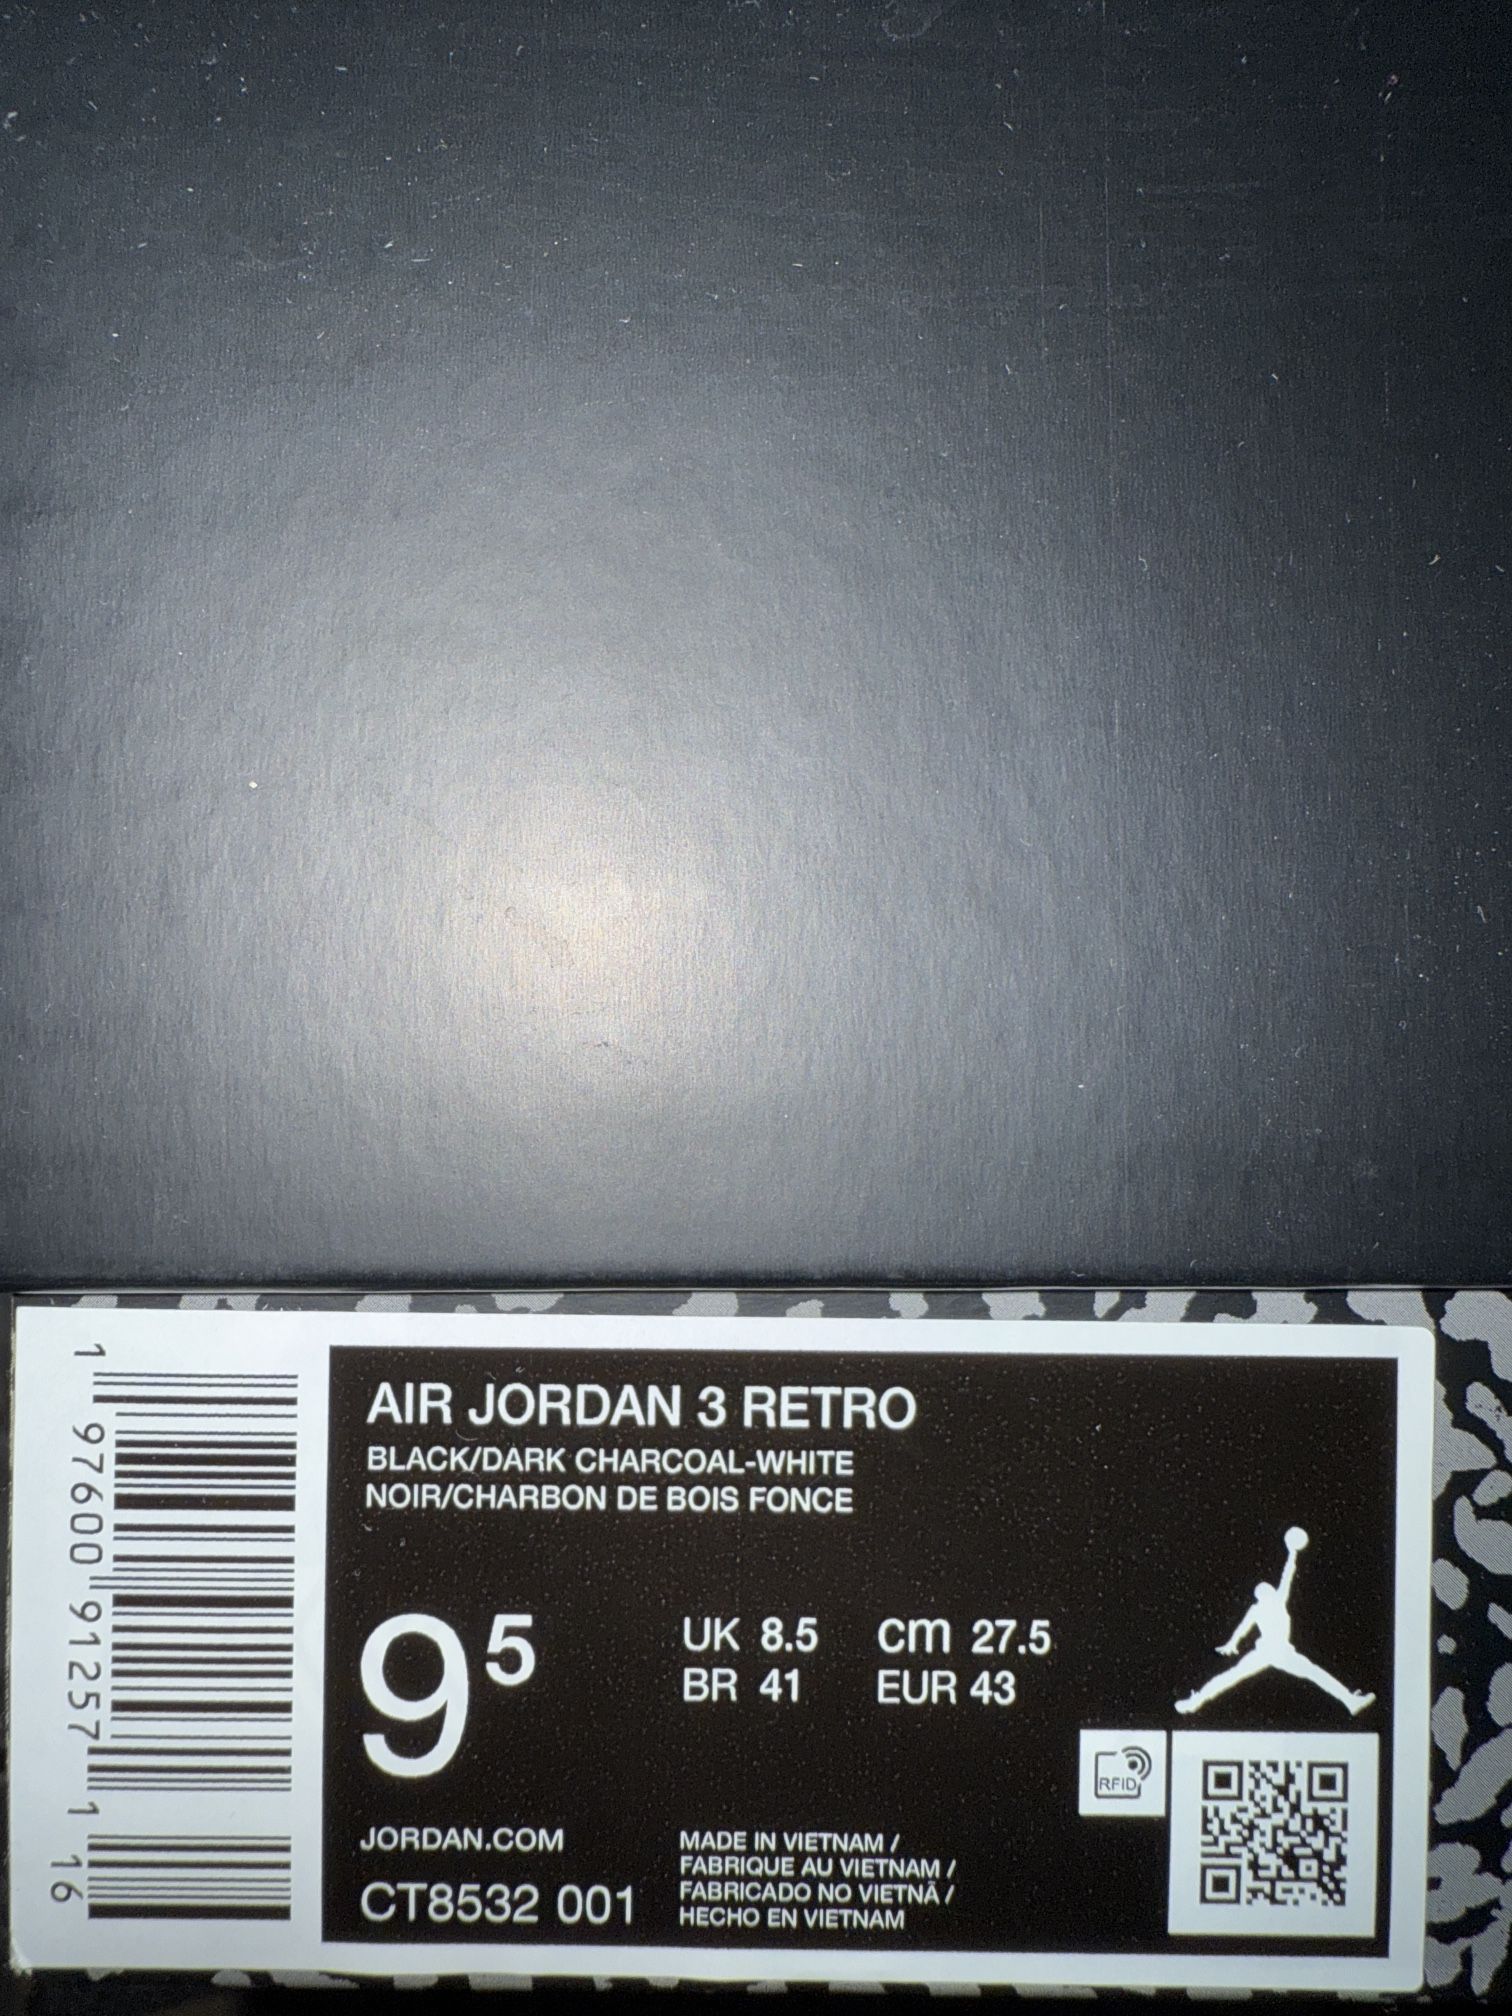 AIR JORDAN 3 RETRO
BLACK/DARK CHARCOAL-WHITE
NOIR/CHARBON DE BOIS FONCE
9⁵
UK 8.5 cm 27.5
BR 41 EUR 43
RFID
JORDAN.COM
CT8532 001
MADE IN VIETNAM /
FABRIQUE AU VIETNAM /
FABRICADO NO VIETNÃ /
HECHO EN VIETNAM
1 97600 91257 1 16